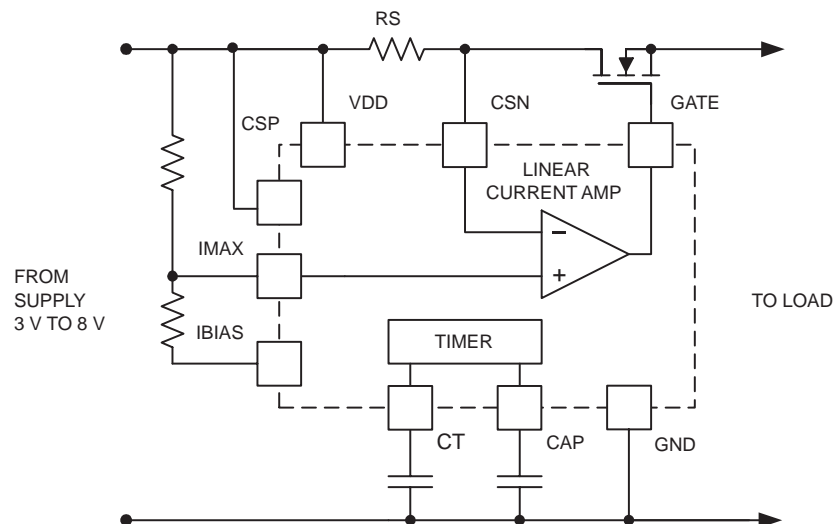 RS
VDD
CSN
GATE
CSP
LINEAR
CURRENT AMP
IMAX
FROM
SUPPLY
3 V TO 8 V
TO LOAD
IBIAS
TIMER
CT
CAP
GND